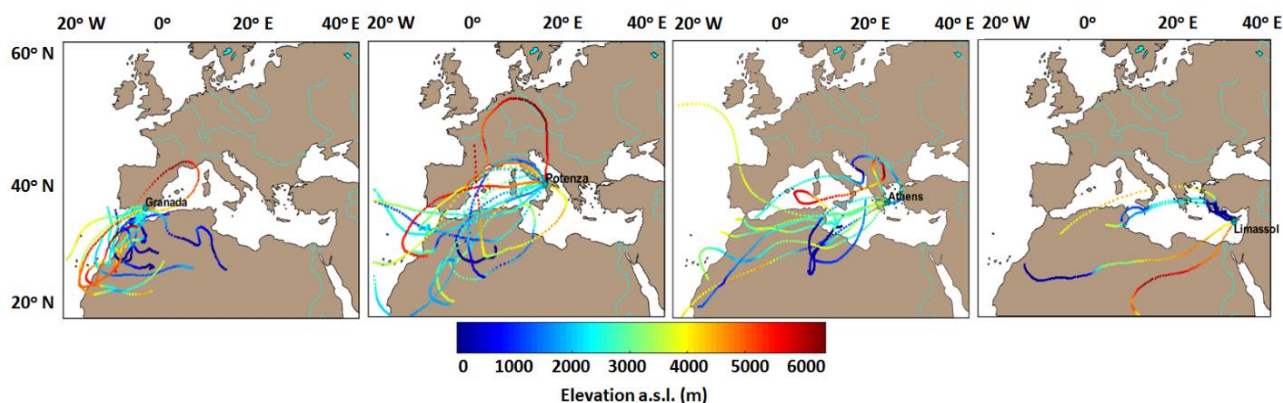 20° W 0° 20 E 40 E 20° W 0° 20 E 40 E 20° W 0° 20 E 40 E 20° W 0° 20 E 40 E
60° N
40° N
20° N
Granada
Potenza
Athens
Limassol
0 1000 2000 3000 4000 5000 6000
Elevation a.s.l. (m)